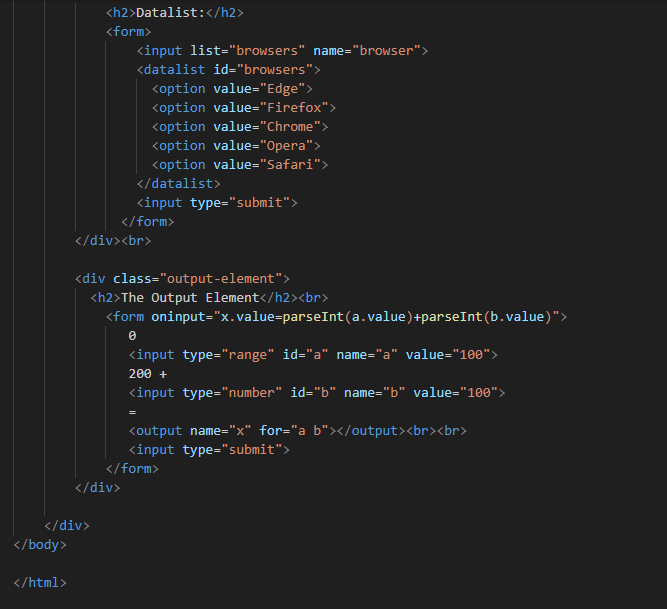 <h2>Datalist:</h2>
<form>
<input list="browsers" name="browser">
<datalist id="browsers">
<option value="Edge">
<option value="Firefox">
<option value="Chrome">
<option value="Opera">
<option value="Safari">
</datalist>
<input type="submit">
</form>
</div><br>
<div class="output-element">
<h2>The Output Element</h2><br>
<form oninput="x.value=parseInt(a.value)+parseInt(b.value)">
0
<input type="range" id="a" name="a" value="100">
200 +
<input type="number" id="b" name="b" value="100">
=
<output name="x" for="a b"></output><br><br>
<input type="submit">
</form>
</div>
</div>
</body>
</html>